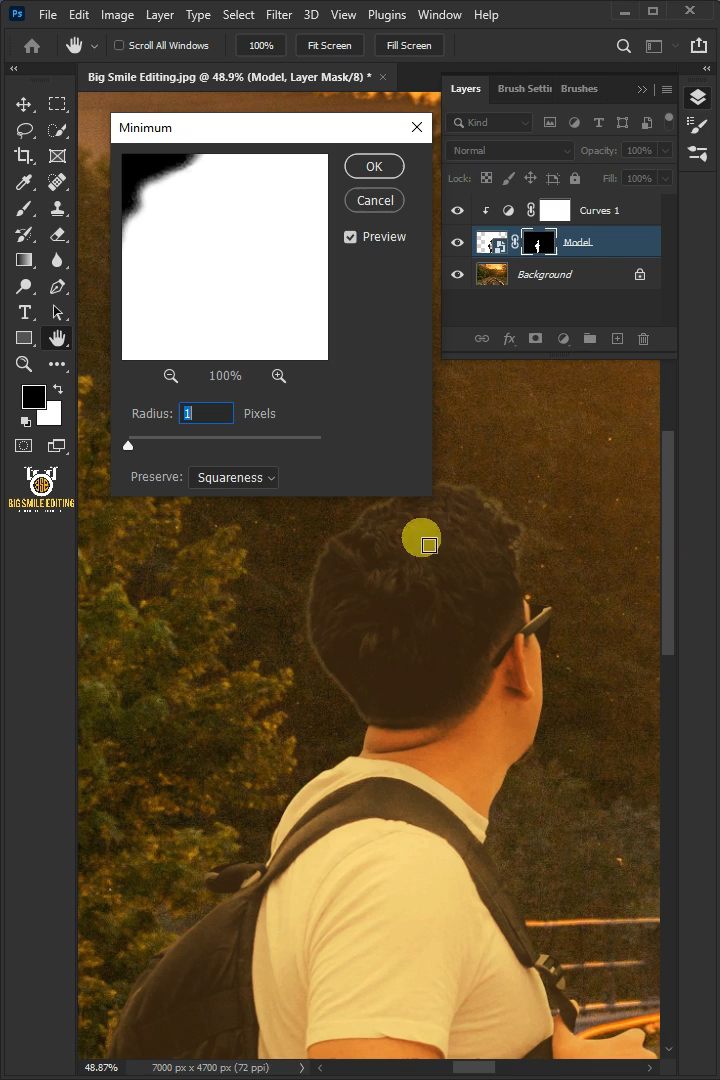 Ps File Edit Image Layer Type Select Filter 3D View Plugins Window Help
Scroll All Windows 100% Fit Screen Fill Screen
Big Smile Editing.jpg @ 48.9% (Model, Layer Mask/8) *
Layers Brush Settin Brushes
Minimum
Kind
OK
Normal Opacity: 100%
Lock: Fill: 100%
Cancel
Curves 1
Preview
Model
Background
fx
100%
Radius: 1 Pixels
Preserve: Squareness
BIG SMILE EDITING
48.87% 7000 px x 4700 px (72 ppi)